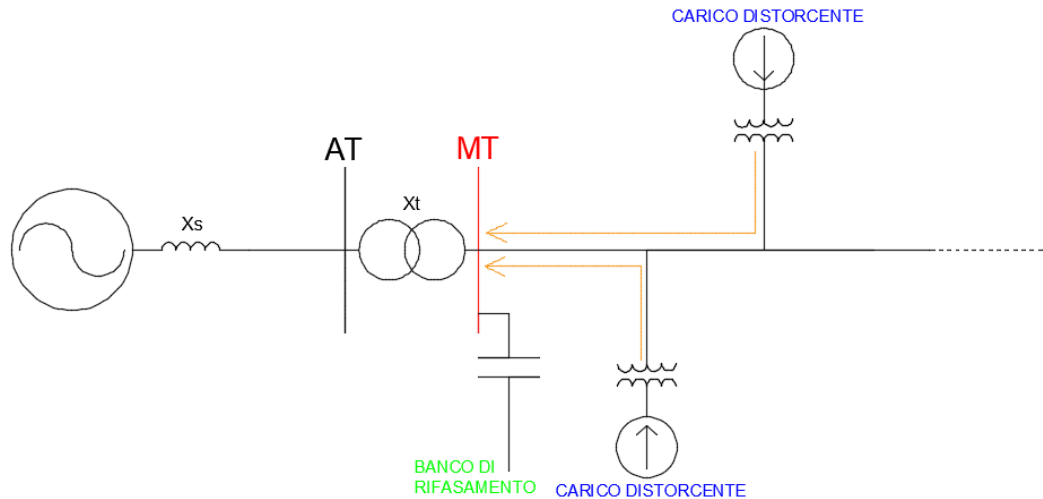 CARICO DISTORCENTE
AT
MT
Xs
Xt
BANCO DI
RIFASAMENTO
CARICO DISTORCENTE